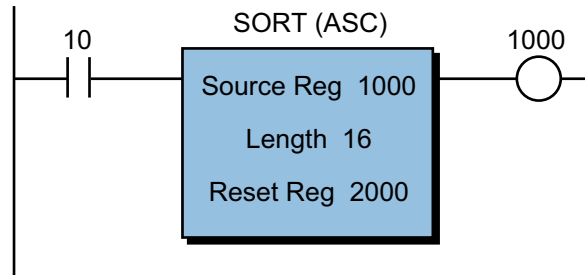 SORT (ASC)
10
1000
Source Reg 1000
Length 16
Reset Reg 2000